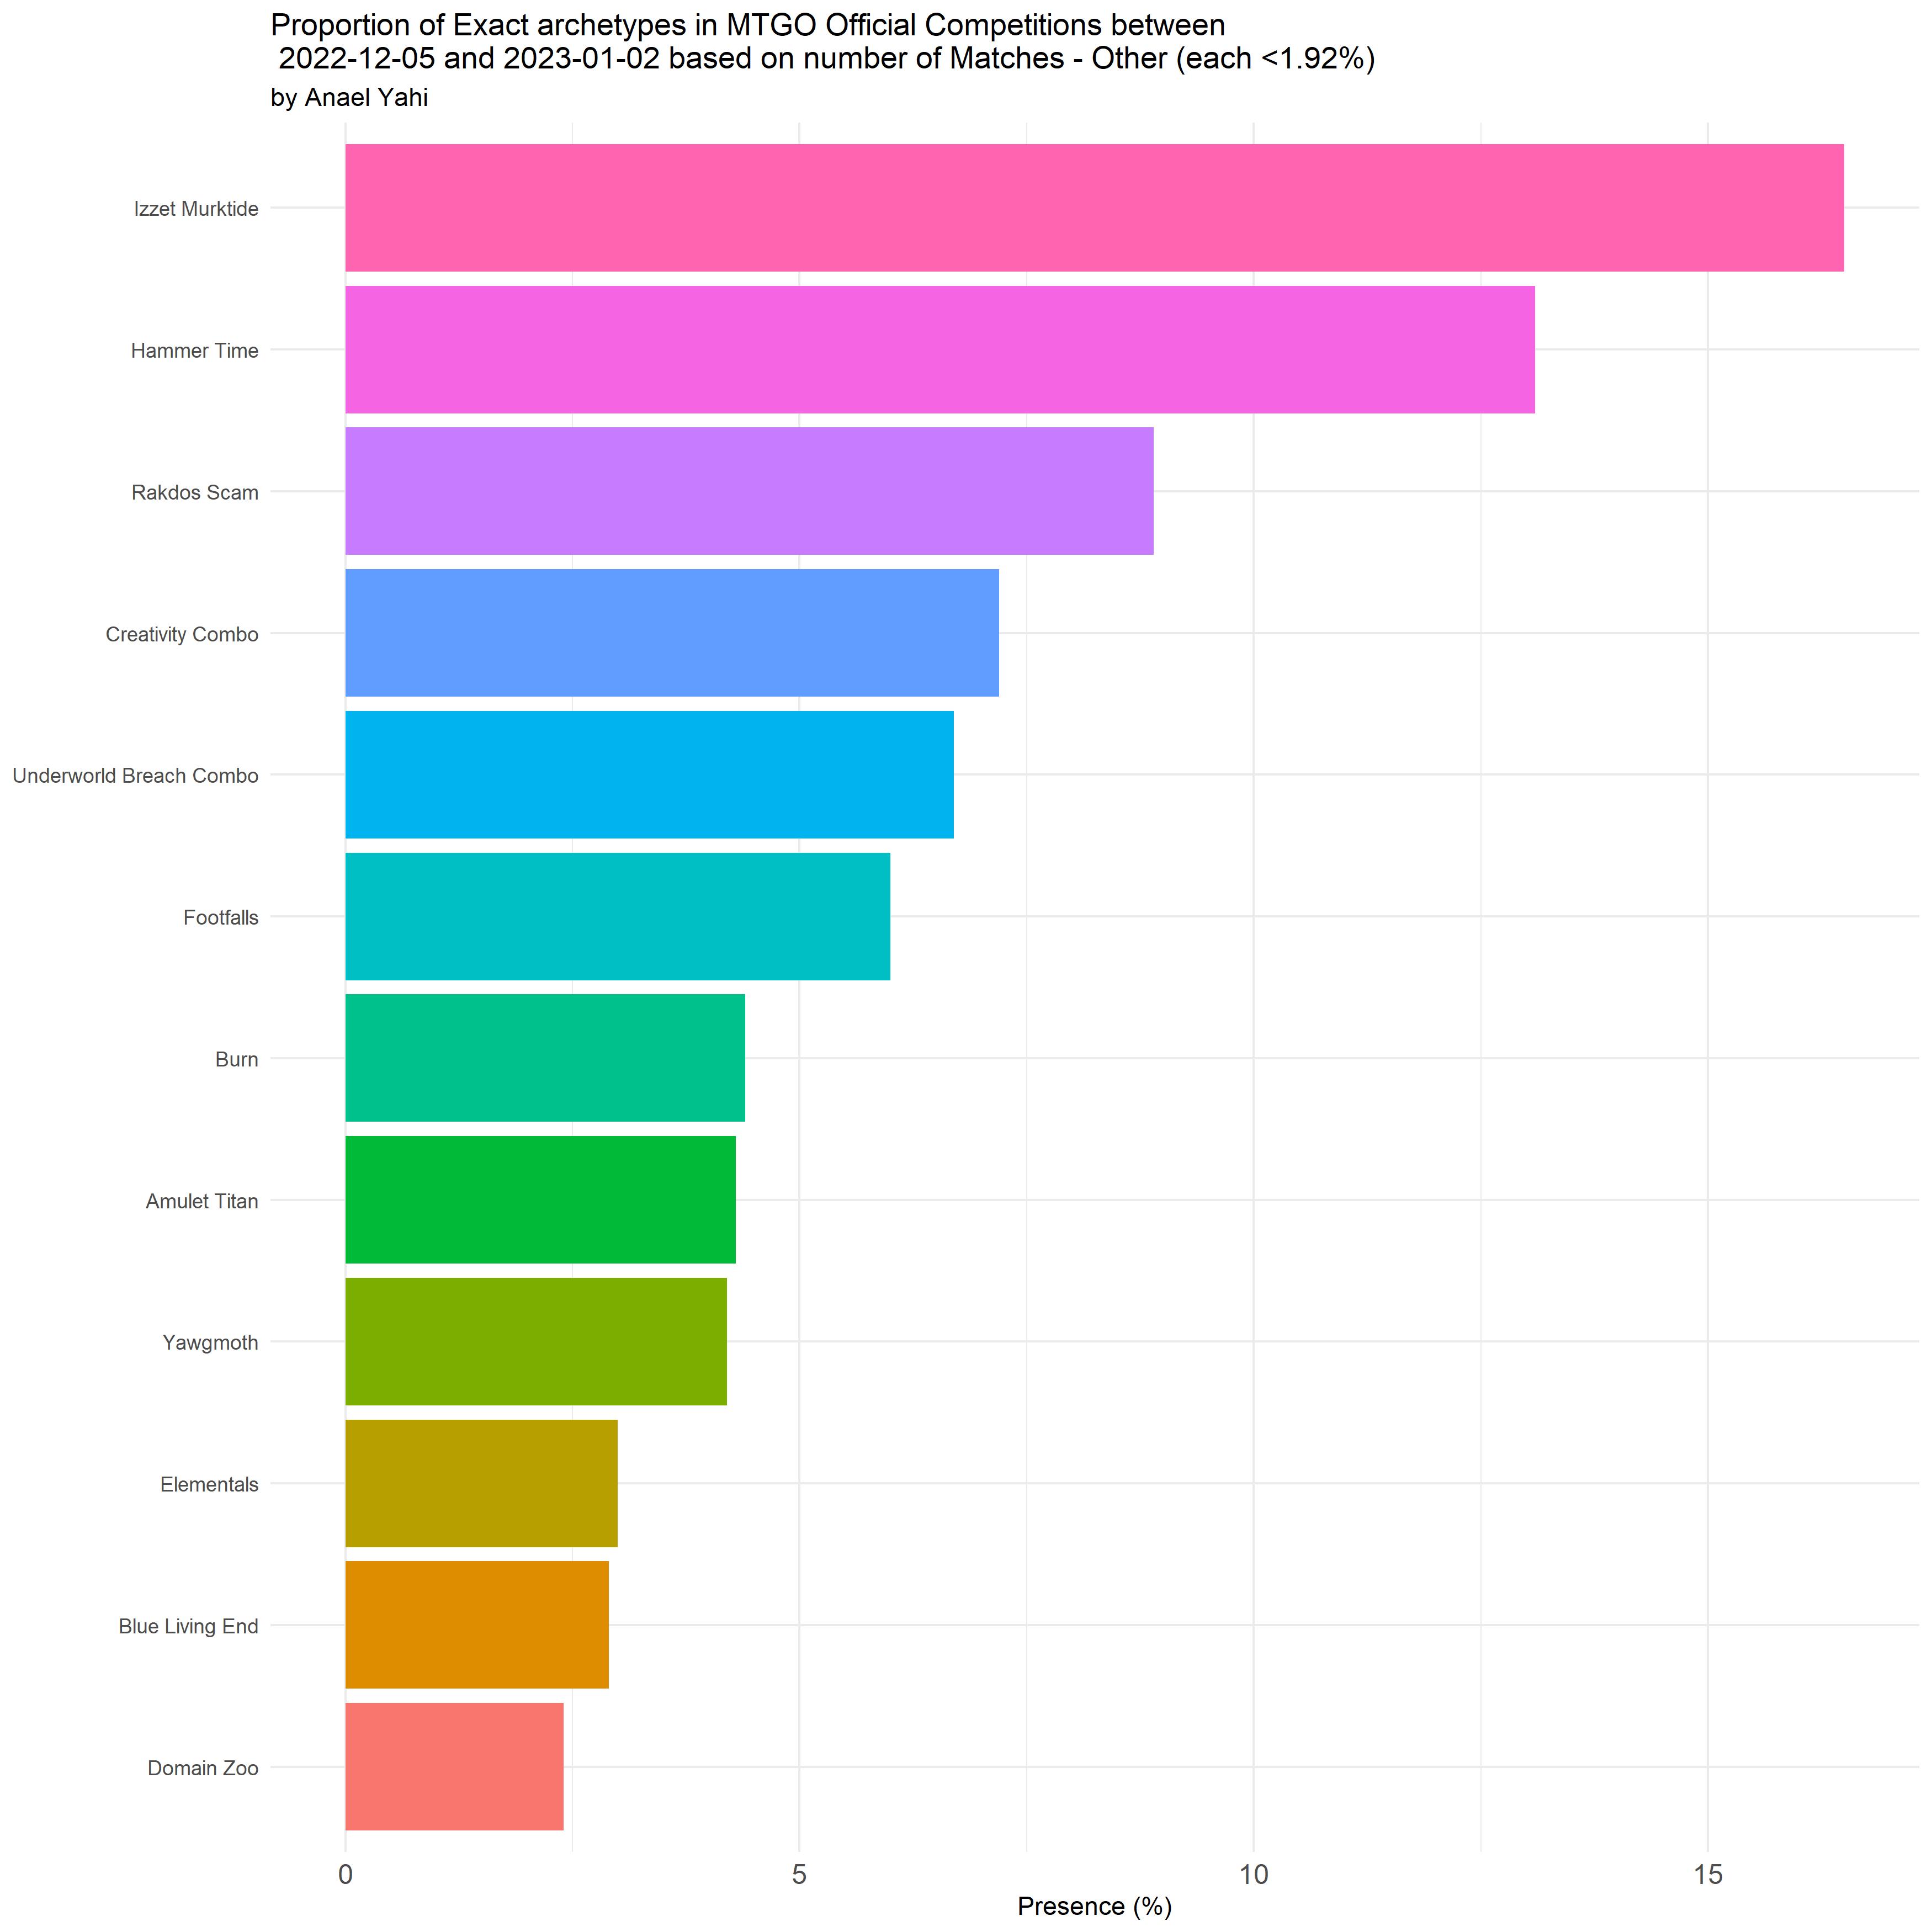 Proportion of Exact archetypes in MTGO Official Competitions between
2022-12-05 and 2023-01-02 based on number of Matches - Other (each <1.92%)
by Anael Yahi
Izzet Murktide
Hammer Time
Rakdos Scam
Creativity Combo
Underworld Breach Combo
Footfalls
Burn
Amulet Titan
Yawgmoth
Elementals
Blue Living End
Domain Zoo
0 5 10 15
Presence (%)